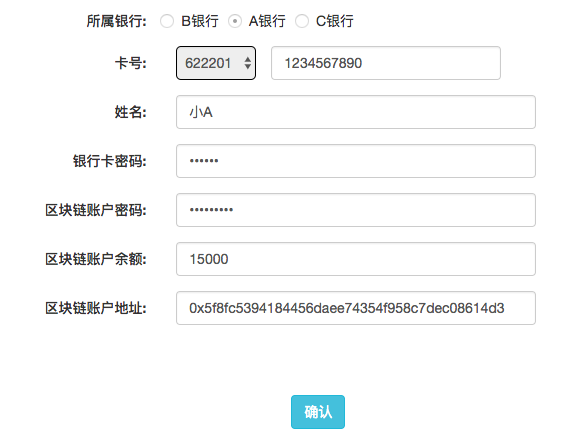 所属银行: B银行 A银行 C银行
卡号: 622201 1234567890
姓名: 小A
银行卡密码: ••••••
区块链账户密码: •••••••••
区块链账户余额: 15000
区块链账户地址: 0x5f8fc5394184456daee74354f958c7dec08614d3
确认